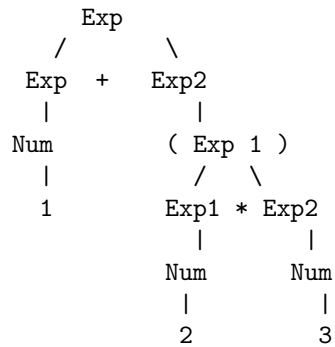 Exp
/ \
Exp + Exp2
| |
Num ( Exp 1 )
| / \
1 Exp1 * Exp2
| |
Num Num
| |
2 3